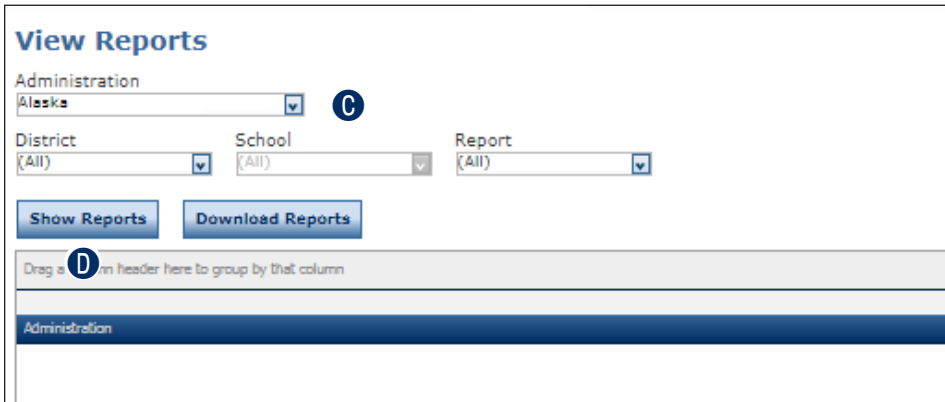 View Reports
Administration
Alaska
C
District School Report
(All) (All) (All)
Show Reports Download Reports
D
Drag a header here to group by that column
Administration